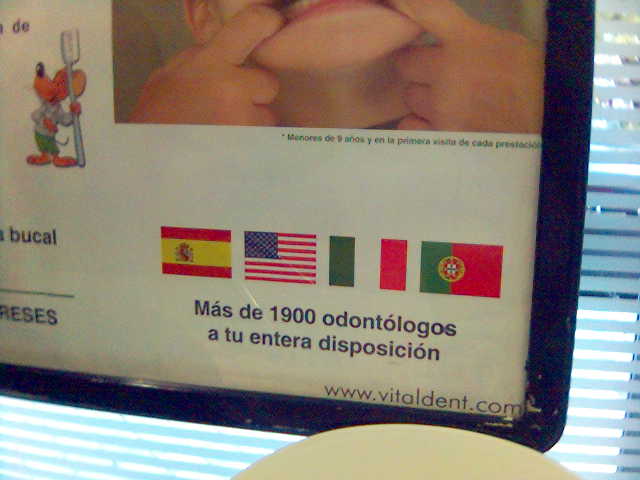 de
* Menores de 9 años y en la primera visita de cada prestación
bucal
RESES
Más de 1900 odontólogos
a tu entera disposición
www.vitaldent.com